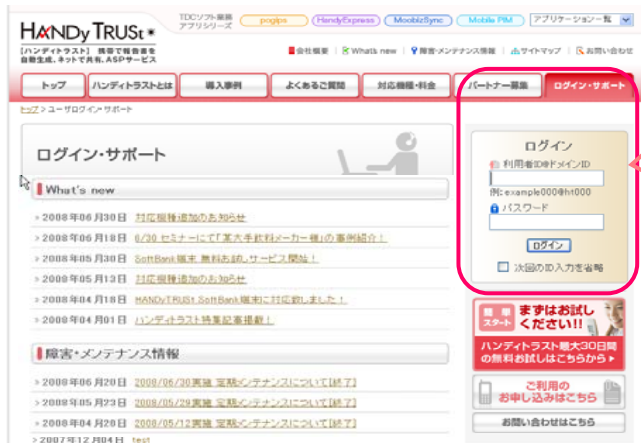 HANDy TRUSt
TDCソフト業務
アプリシリーズ
pogips
HandyExpress
MoobizSync
Mobile PIM
アプリケーション一覧
[ハンディトラスト] 携帯で報告書を
自動生成、ネットで共有、ASPサービス
会社概要
What's new
障害・メンテナンス情報
サイトマップ
お問い合わせ
トップ
ハンディトラストとは
導入事例
よくあるご質問
対応機種・料金
パートナー募集
ログイン・サポート
トップ > ユーザログイン・サポート
ログイン・サポート
What's new
» 2008年06月30日 対応機種追加のお知らせ
» 2008年06月18日 6/30 セミナーにて「某大手飲料メーカー様」の事例紹介！
» 2008年05月30日 SoftBank端末 無料お試しサービス開始！
» 2008年05月13日 対応機種追加のお知らせ
» 2008年04月18日 HANDyTRUSt SoftBank端末に対応致しました！
» 2008年04月01日 ハンディトラスト特集記事掲載！
障害・メンテナンス情報
» 2008年06月20日 2008/06/30実施 定期メンテナンスについて[終了]
» 2008年05月23日 2008/05/29実施 定期メンテナンスについて[終了]
» 2008年04月28日 2008/05/12実施 定期メンテナンスについて[終了]
» 2007年12月04日 test
ログイン
利用者ID@ドメインID
例:example000@ht000
パスワード
ログイン
次回のID入力を省略
簡単
スタート
まずはお試し
ください!!
ハンディトラスト最大30日間
の無料お試しはこちらから
ご利用の
お申し込みはこちら
お問い合わせはこちら